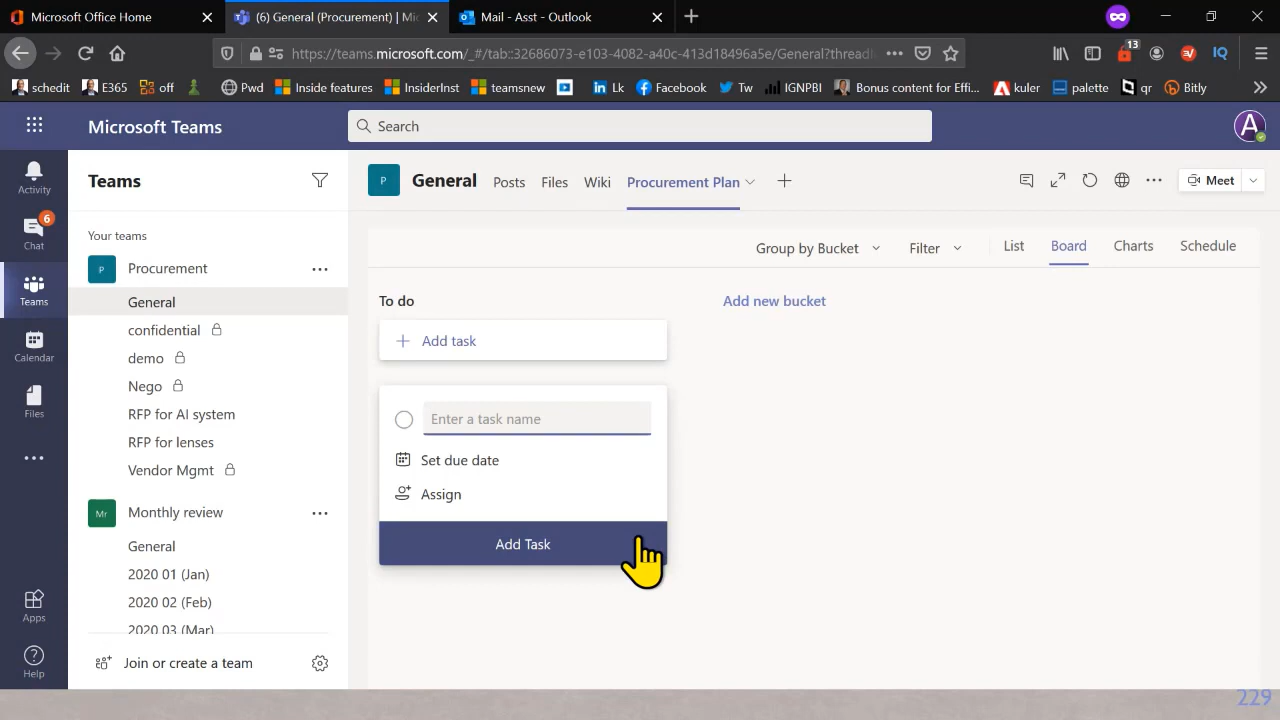 Microsoft Office Home
(6) General (Procurement) | Mic
Mail - Asst - Outlook
https://teams.microsoft.com/_#/tab::32686073-e103-4082-a40c-413d18496a5e/General?threadI
13
IQ
schedit
E365
off
Pwd
Inside features
InsiderInst
teamsnew
Lk
Facebook
Tw
IGNPBI
Bonus content for Effi...
kuler
palette
qr
Bitly
Microsoft Teams
Search
A
Activity
6
Chat
Teams
Calendar
Files
Apps
Help
Teams
Your teams
P
Procurement
General
confidential
demo
Nego
RFP for AI system
RFP for lenses
Vendor Mgmt
Mr
Monthly review
General
2020 01 (Jan)
2020 02 (Feb)
2020 03 (Mar)
Join or create a team
P
General
Posts
Files
Wiki
Procurement Plan
Meet
Group by Bucket
Filter
List
Board
Charts
Schedule
To do
Add new bucket
Add task
Enter a task name
Set due date
Assign
Add Task
229